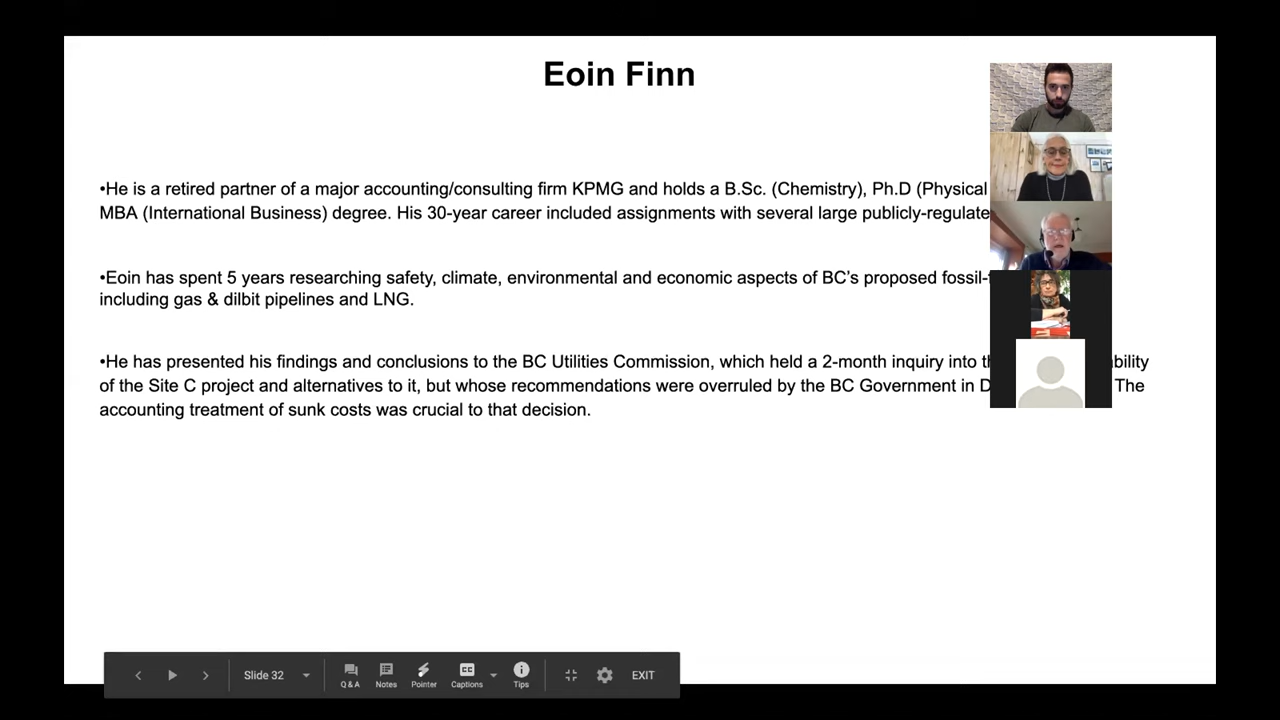 Eoin Finn
•He is a retired partner of a major accounting/consulting firm KPMG and holds a B.Sc. (Chemistry), Ph.D (Physical
MBA (International Business) degree. His 30-year career included assignments with several large publicly-regulate
•Eoin has spent 5 years researching safety, climate, environmental and economic aspects of BC's proposed fossil-
including gas & dilbit pipelines and LNG.
•He has presented his findings and conclusions to the BC Utilities Commission, which held a 2-month inquiry into bility
of the Site C project and alternatives to it, but whose recommendations were overruled by the BC Government in The
accounting treatment of sunk costs was crucial to that decision.
Slide 32
Q & A Notes Pointer CC Captions Tips EXIT